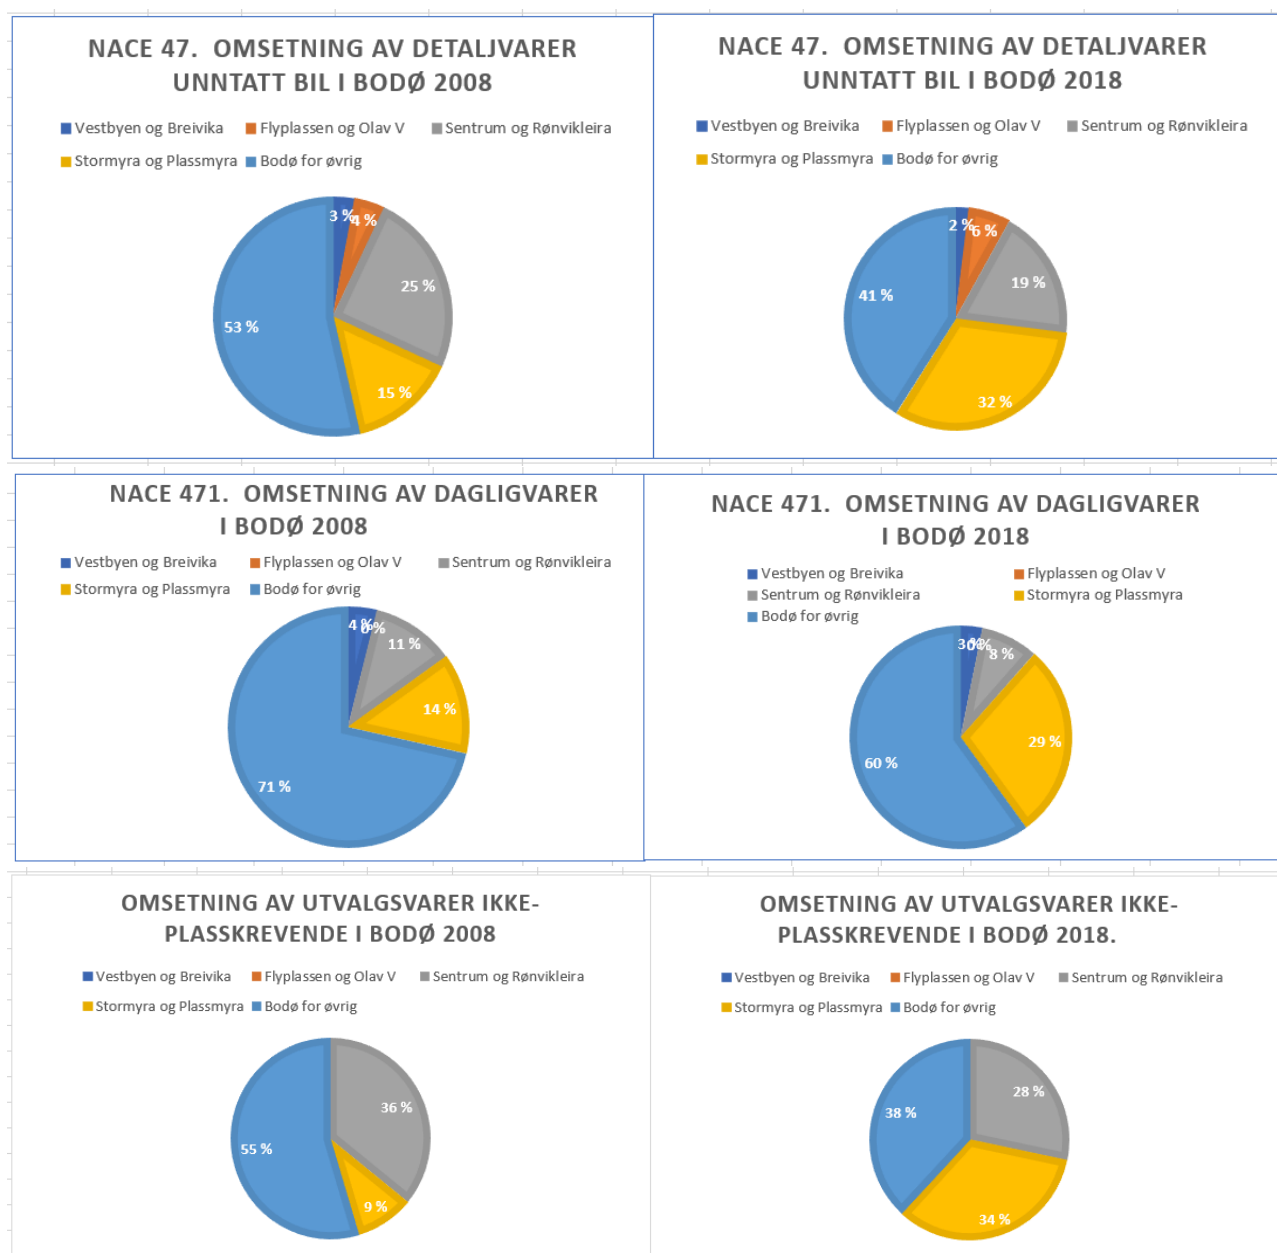 NACE 47. OMSETNING AV DETALJVARER
UNNTATT BIL I BODØ 2008
Vestbyen og Breivika Flyplassen og Olav V Sentrum og Rønvikleira
Stormyra og Plassmyra Bodø for øvrig
3 %
4 %
25 %
53 %
15 %
NACE 47. OMSETNING AV DETALJVARER
UNNTATT BIL I BODØ 2018
Vestbyen og Breivika Flyplassen og Olav V Sentrum og Rønvikleira
Stormyra og Plassmyra Bodø for øvrig
2 %
6 %
19 %
41 %
32 %
NACE 471. OMSETNING AV DAGLIGVARER
I BODØ 2008
Vestbyen og Breivika Flyplassen og Olav V Sentrum og Rønvikleira
Stormyra og Plassmyra Bodø for øvrig
4 %
0 %
11 %
14 %
71 %
NACE 471. OMSETNING AV DAGLIGVARER
I BODØ 2018
Vestbyen og Breivika Flyplassen og Olav V
Sentrum og Rønvikleira Stormyra og Plassmyra
Bodø for øvrig
3 %
0 %
8 %
29 %
60 %
OMSETNING AV UTVALGSVARER IKKE-
PLASSKREVENDE I BODØ 2008
Vestbyen og Breivika Flyplassen og Olav V Sentrum og Rønvikleira
Stormyra og Plassmyra Bodø for øvrig
36 %
55 %
9 %
OMSETNING AV UTVALGSVARER IKKE-
PLASSKREVENDE I BODØ 2018.
Vestbyen og Breivika Flyplassen og Olav V Sentrum og Rønvikleira
Stormyra og Plassmyra Bodø for øvrig
28 %
38 %
34 %